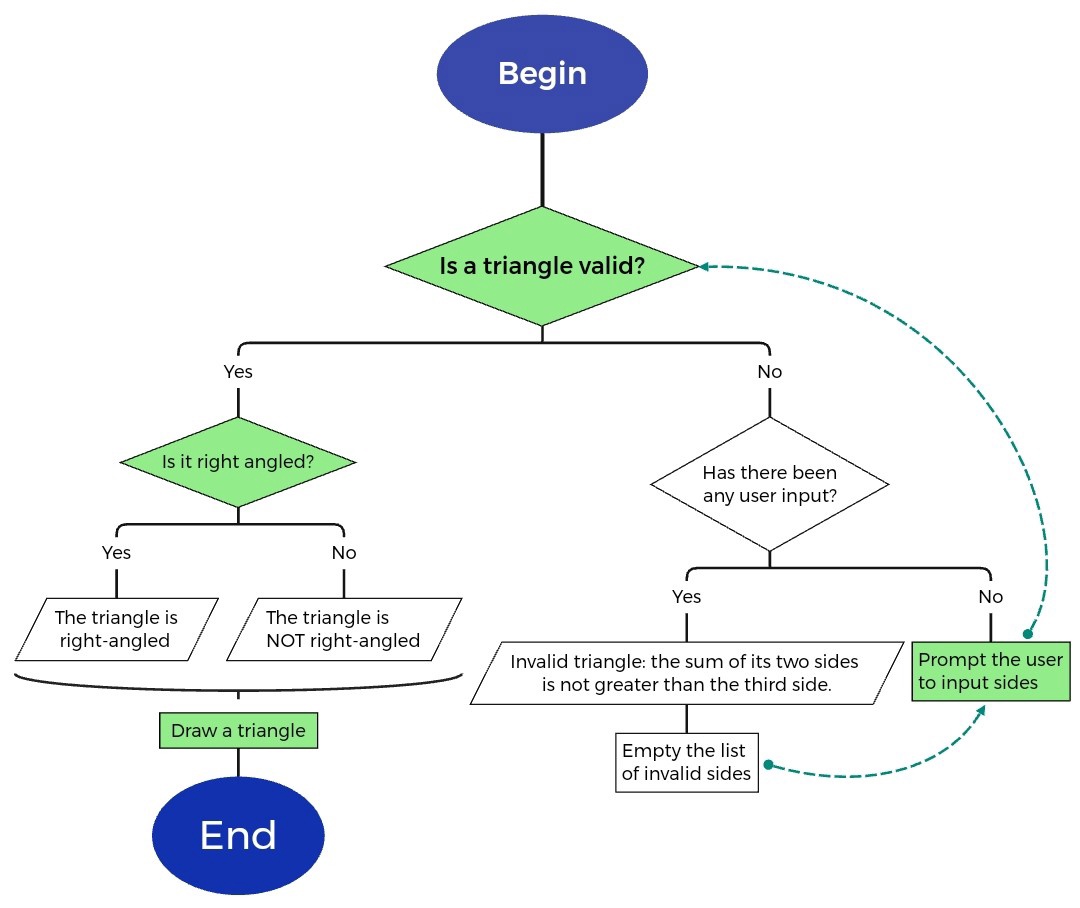 Begin
Is a triangle valid?
Yes
No
Is it right angled?
Has there been
any user input?
Yes
No
The triangle is
right-angled
The triangle is
NOT right-angled
Yes
No
Invalid triangle: the sum of its two sides
is not greater than the third side.
Prompt the user
to input sides
Draw a triangle
Empty the list
of invalid sides
End